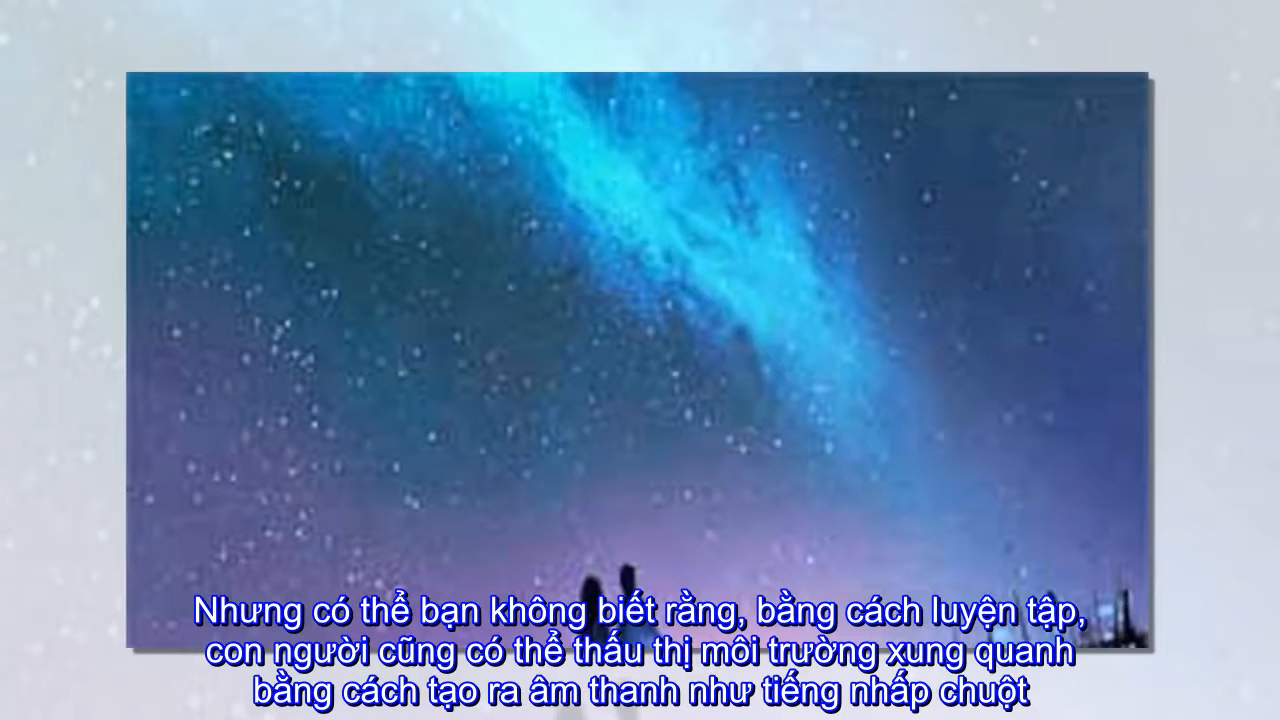 Nhưng có thể bạn không biết rằng, bằng cách luyện tập,
con người cũng có thể thấu thị môi trường xung quanh
bằng cách tạo ra âm thanh như tiếng nhấp chuột